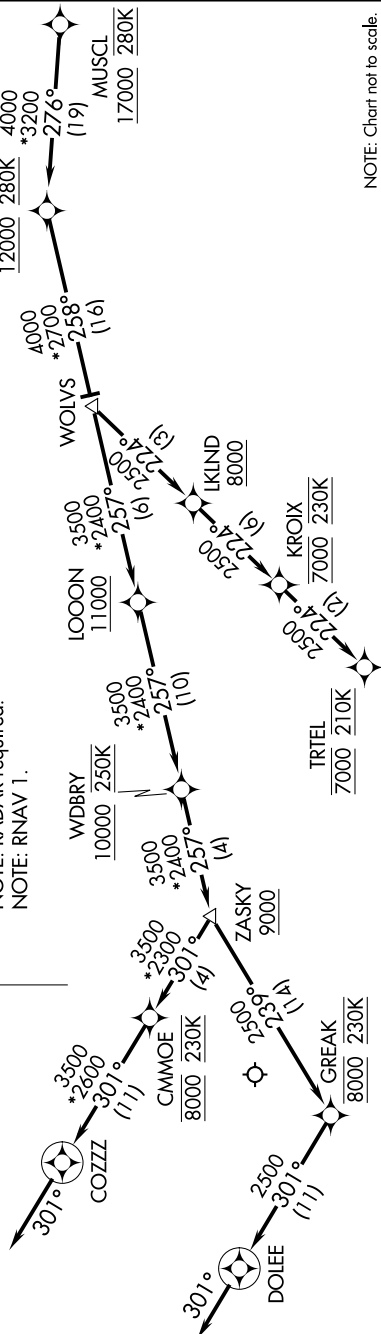 NOTE: RNAV 1.
NOTE: Chart not to scale.
MUSCL
17000 280K
4000
*3200
276°
(19)
12000 280K
4000
*2700
258°
(16)
WOLVS
3500
*2400
257°
(6)
2500
224°
(3)
LKLND
8000
2500
224°
(6)
KROIX
7000 230K
2500
224°
(2)
TRTEL
7000 210K
LOOON
11000
3500
*2400
257°
(10)
WDBRY
10000 250K
3500
*2400
257°
(4)
ZASKY
9000
3500
*2300
301°
(4)
CMMOE
8000 230K
3500
*2600
301°
(11)
COZZZ
301°
2500
239°
(14)
GREAK
8000 230K
2500
301°
(11)
DOLEE
301°